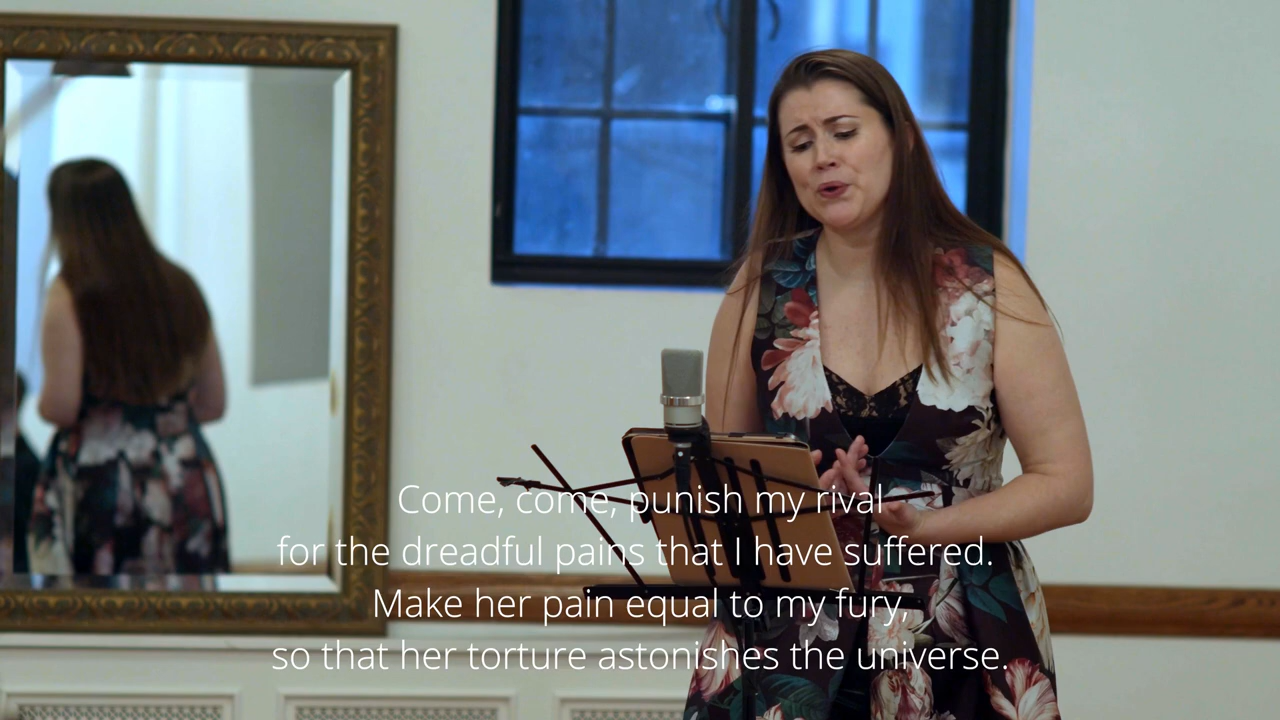 Come, come, punish my rival
for the dreadful pains that I have suffered.
Make her pain equal to my fury,
so that her torture astonishes the universe.